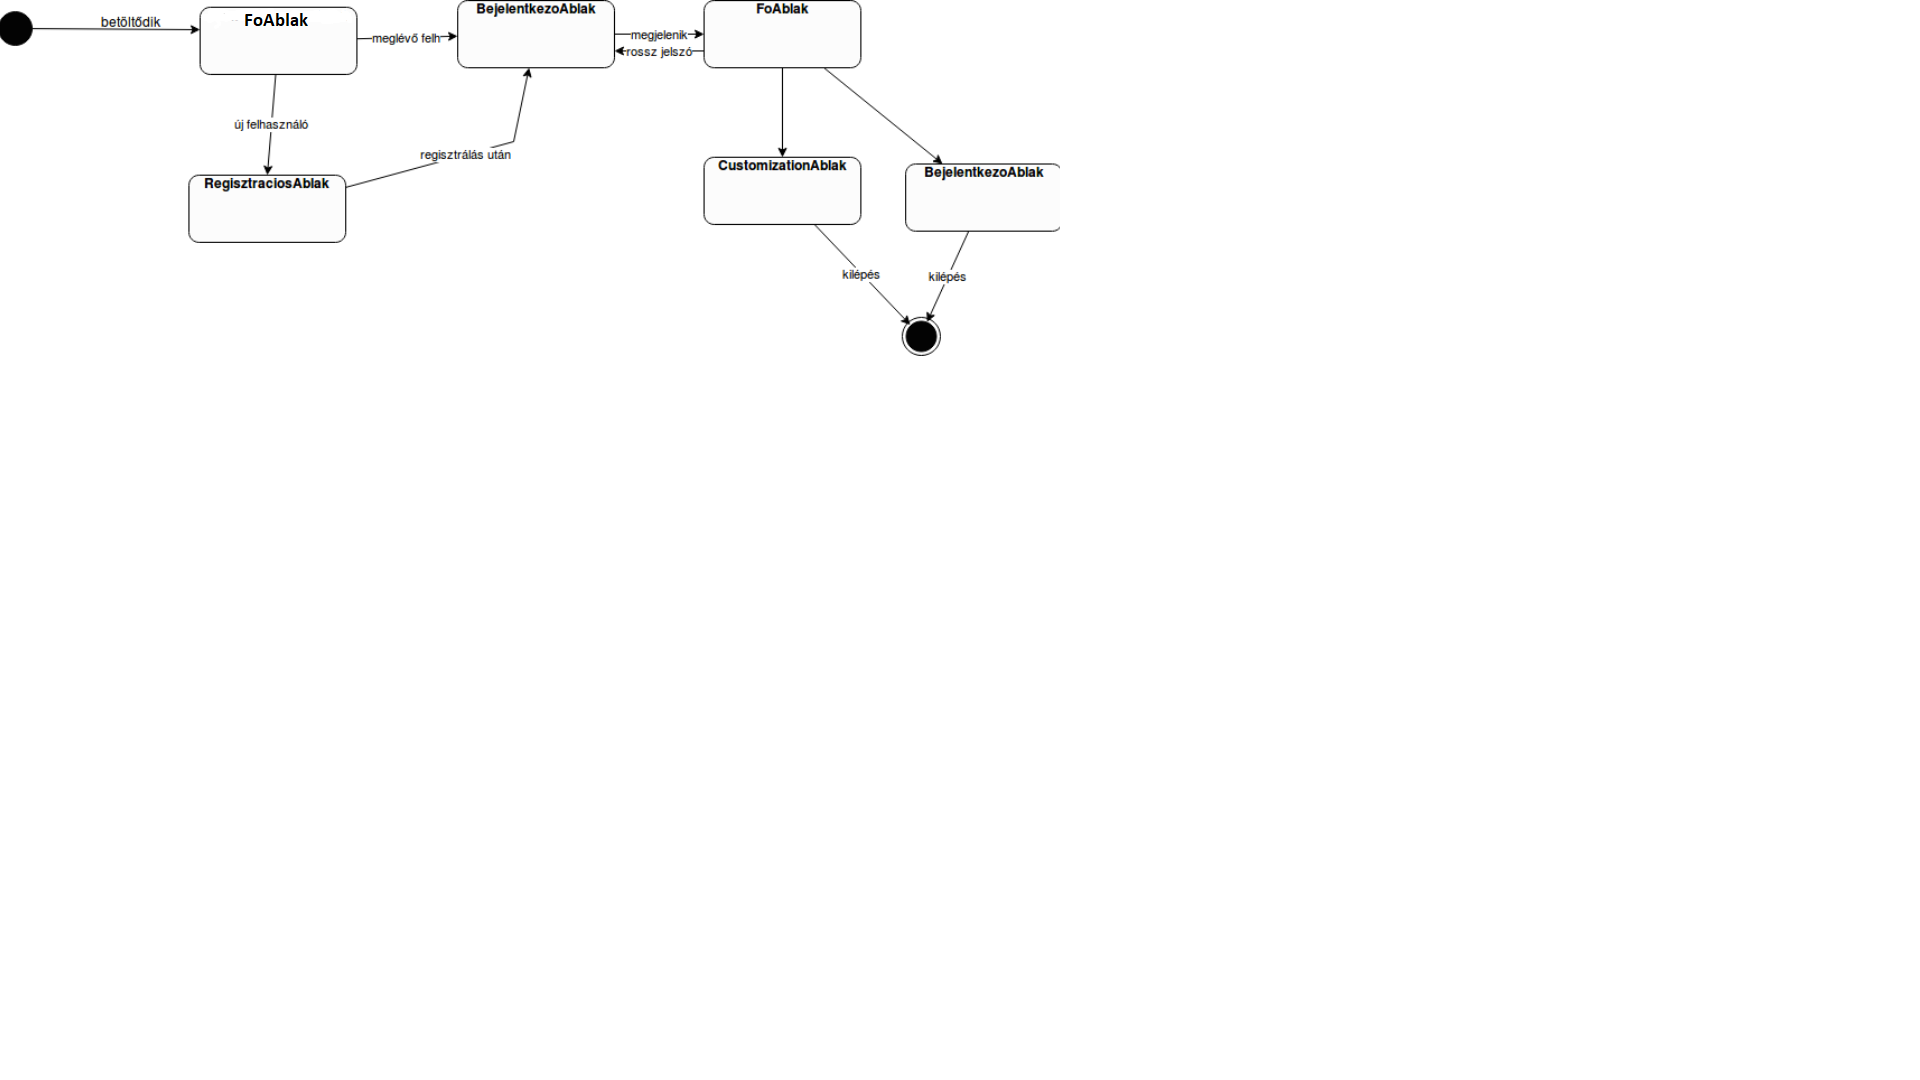 betöltődik
FoAblak
meglévő felh
BejelentkezoAblak
megjelenik
rossz jelszó
FoAblak
új felhasználó
regisztrálás után
RegisztraciosAblak
CustomizationAblak
BejelentkezoAblak
kilépés
kilépés